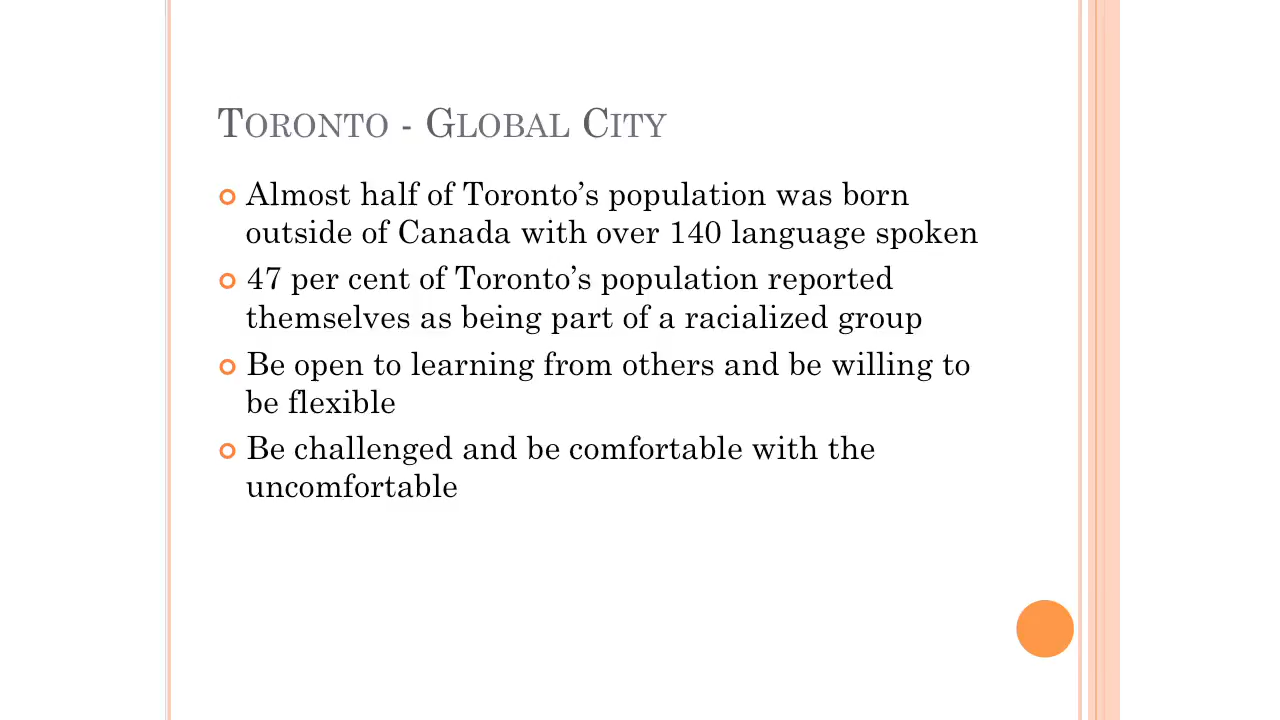 Toronto - Global City
Almost half of Toronto’s population was born
outside of Canada with over 140 language spoken
47 per cent of Toronto’s population reported
themselves as being part of a racialized group
Be open to learning from others and be willing to
be flexible
Be challenged and be comfortable with the
uncomfortable